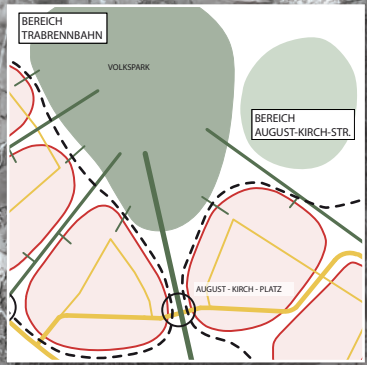 BEREICH
TRABRENNBAHN
VOLKSPARK
BEREICH
AUGUST-KIRCH-STR.
AUGUST - KIRCH - PLATZ